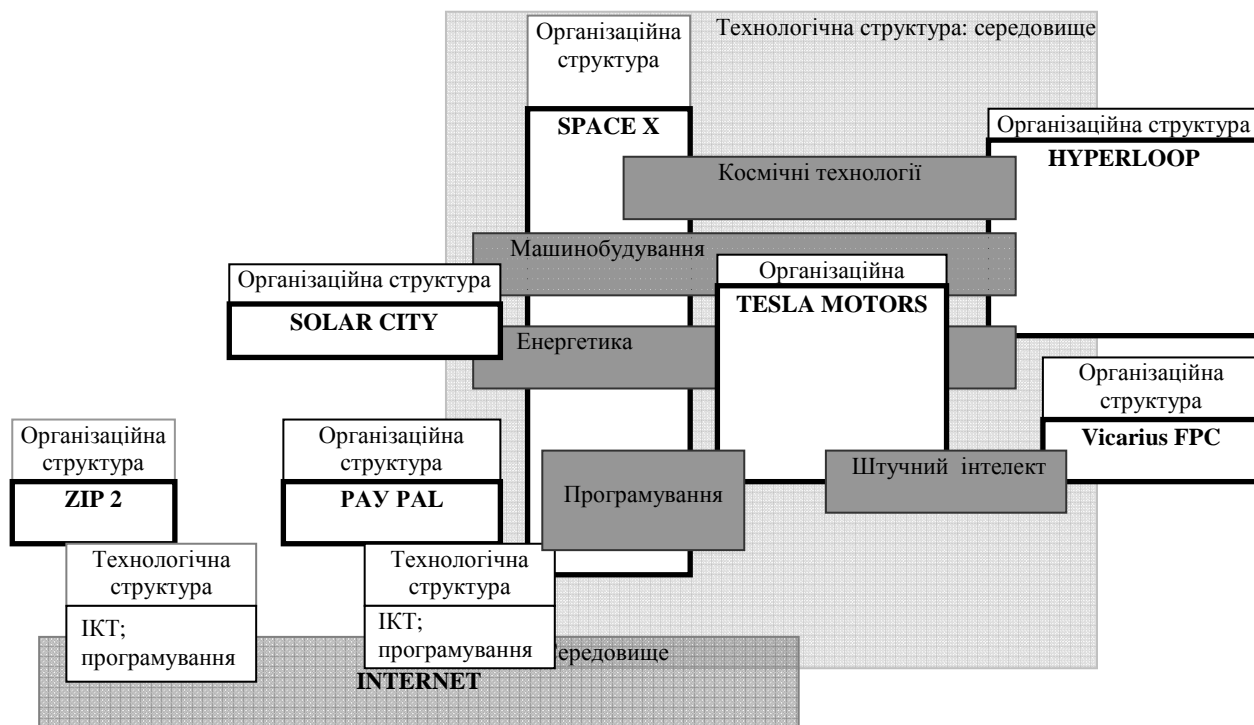 Організаційна
структура
Технологічна структура: середовище
SPACE X
Організаційна структура
HYPERLOOP
Космічні технології
Машинобудування
Організаційна структура
SOLAR CITY
Організаційна
TESLA MOTORS
Енергетика
Організаційна
структура
Vicarius FPC
Організаційна
структура
ZIP 2
Організаційна
структура
PAУ PAL
Програмування
Штучний інтелект
Технологічна
структура
ІКТ;
програмування
Технологічна
структура
ІКТ;
програмування
Середовище
INTERNET